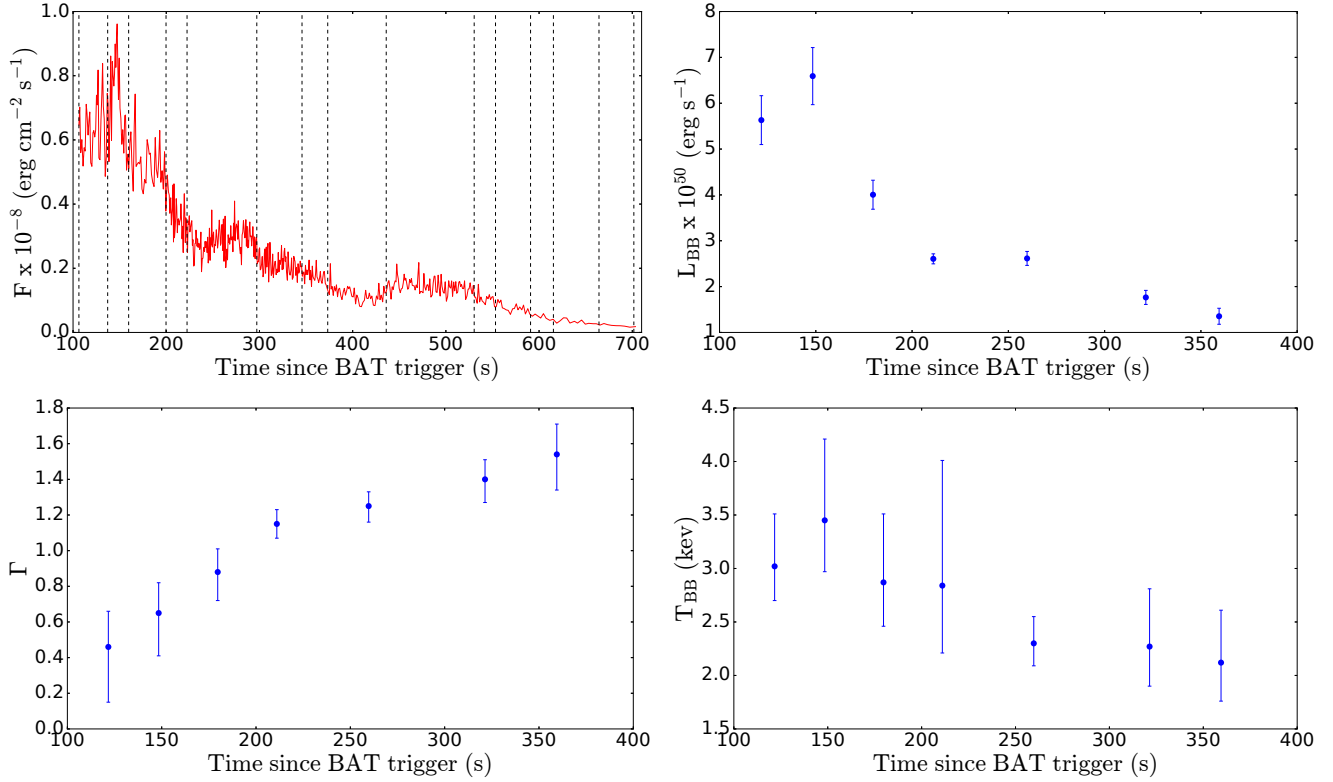 F x 10⁻⁸ (erg cm⁻² s⁻¹)
1.0
0.8
0.6
0.4
0.2
0.0
100 200 300 400 500 600 700
Time since BAT trigger (s)
L_BB x 10⁵⁰ (erg s⁻¹)
8
7
6
5
4
3
2
1
100 150 200 250 300 350 400
Time since BAT trigger (s)
Γ
1.8
1.6
1.4
1.2
1.0
0.8
0.6
0.4
0.2
0.0
100 150 200 250 300 350 400
Time since BAT trigger (s)
T_BB (kev)
4.5
4.0
3.5
3.0
2.5
2.0
1.5
100 150 200 250 300 350 400
Time since BAT trigger (s)